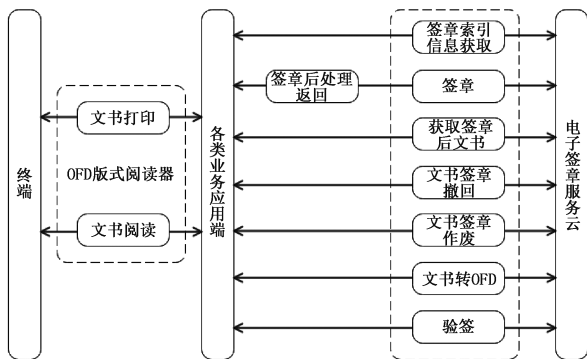 终端
文书打印
OFD版式阅读器
文书阅读
各类业务应用端
签章后处理
返回
签章索引
信息获取
签章
获取签章
后文书
文书签章
撤回
文书签章
作废
文书转OFD
验签
电子签章服务云